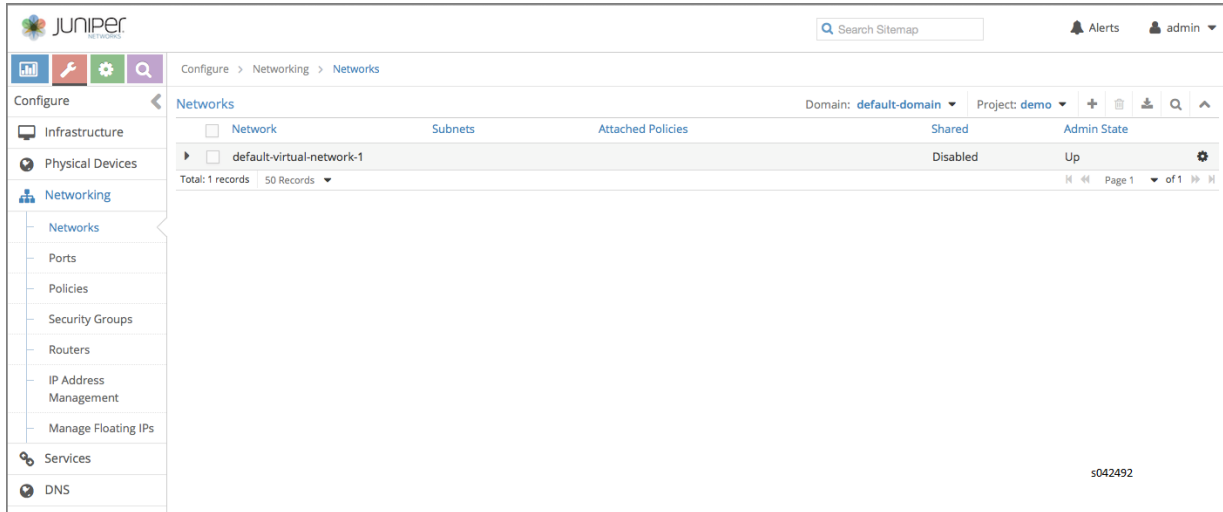 JUNIPER
NETWORKS
Search Sitemap
Alerts
admin
Configure > Networking > Networks
Configure
Networks
Domain: default-domain
Project: demo
Network Subnets Attached Policies Shared Admin State
default-virtual-network-1 Disabled Up
Total: 1 records 50 Records Page 1 of 1
Infrastructure
Physical Devices
Networking
Networks
Ports
Policies
Security Groups
Routers
IP Address
Management
Manage Floating IPs
Services
DNS
s042492